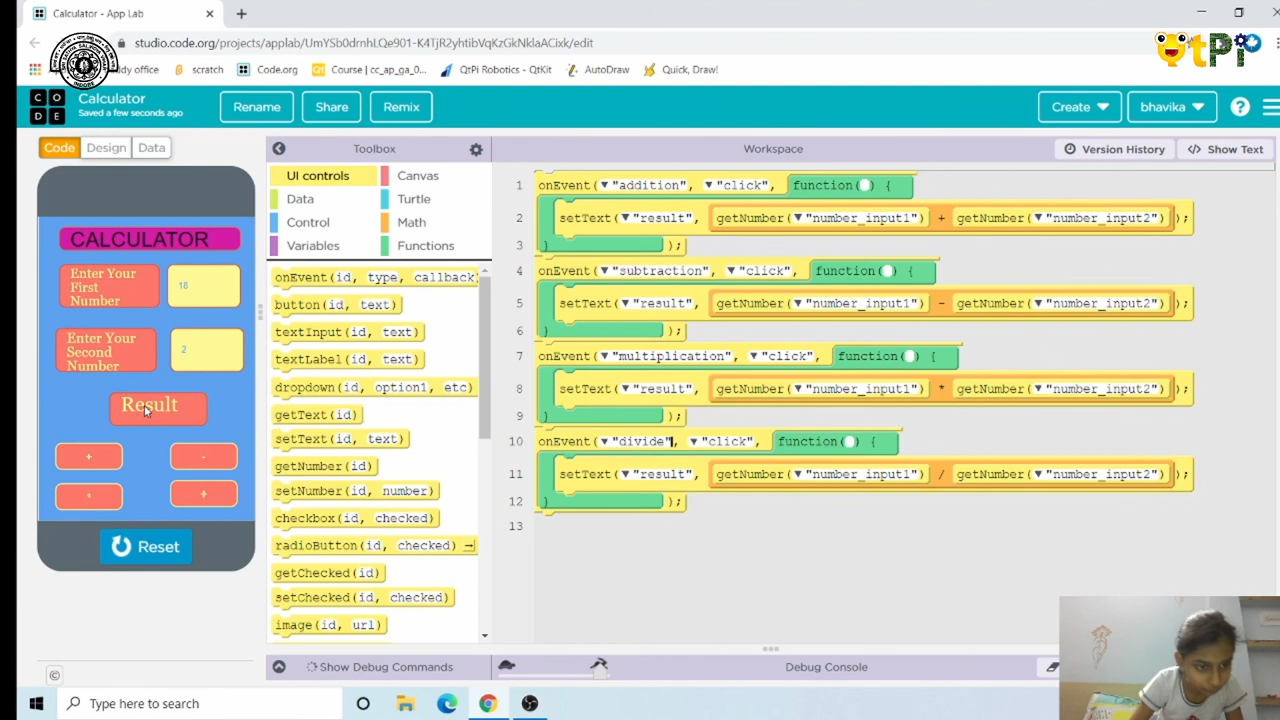 Calculator - App Lab
studio.code.org/projects/applab/UmYSb0drnhLQe901-K4TjR2yhtibVqKzGkNklaACixk/edit
dy office scratch Code.org Course | cc_ap_ga_0... QtPi Robotics - QtKit AutoDraw Quick, Draw!
QtPi
CODE
Calculator
Saved a few seconds ago
Rename Share Remix Create bhavika ?
Code Design Data Toolbox Workspace Version History </> Show Text
UI controls Canvas
Data Turtle
Control Math
Variables Functions
onEvent(id, type, callback
button(id, text)
textInput(id, text)
textLabel(id, text)
dropdown(id, option1, etc)
getText(id)
setText(id, text)
getNumber(id)
setNumber(id, number)
checkbox(id, checked)
radioButton(id, checked)
getChecked(id)
setChecked(id, checked)
image(id, url)
CALCULATOR
Enter Your
First
Number
18
Enter Your
Second
Number
2
Result
+ -
* ÷
Reset
1 onEvent("addition", "click", function() {
2 setText("result", getNumber("number_input1") + getNumber("number_input2"));
3 });
4 onEvent("subtraction", "click", function() {
5 setText("result", getNumber("number_input1") - getNumber("number_input2"));
6 });
7 onEvent("multiplication", "click", function() {
8 setText("result", getNumber("number_input1") * getNumber("number_input2"));
9 });
10 onEvent("divide", "click", function() {
11 setText("result", getNumber("number_input1") / getNumber("number_input2"));
12 });
13
© Show Debug Commands Debug Console
Type here to search